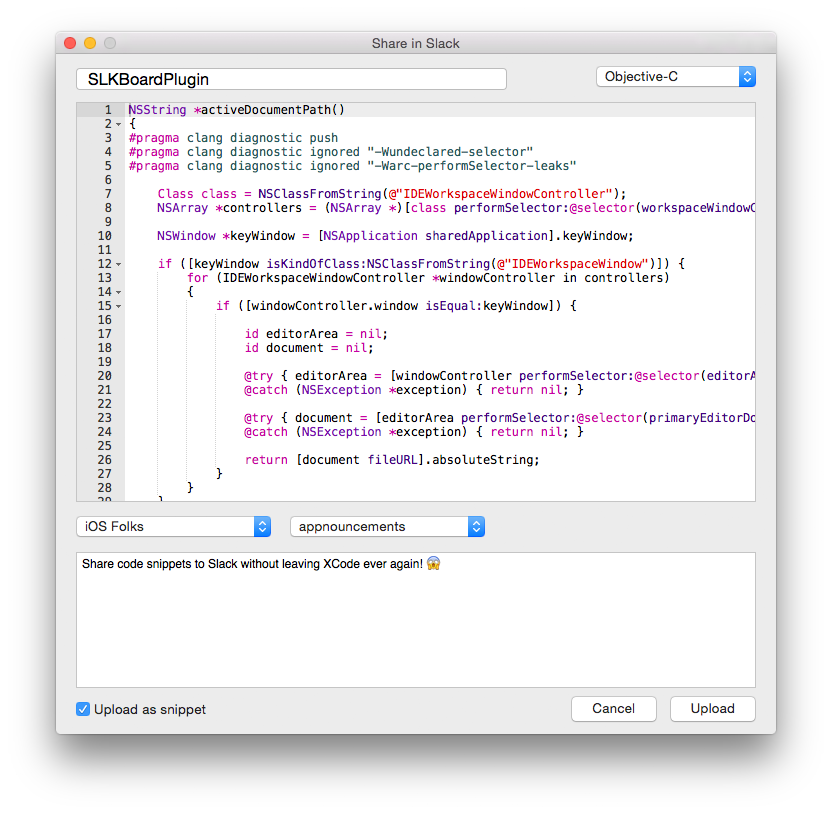 Share in Slack
SLKBoardPlugin
Objective-C
1 NSString *activeDocumentPath()
2 {
3 #pragma clang diagnostic push
4 #pragma clang diagnostic ignored "-Wundeclared-selector"
5 #pragma clang diagnostic ignored "-Warc-performSelector-leaks"
6
7     Class class = NSClassFromString(@"IDEWorkspaceWindowController");
8     NSArray *controllers = (NSArray *)[class performSelector:@selector(workspaceWindowC
9
10     NSWindow *keyWindow = [NSApplication sharedApplication].keyWindow;
11
12     if ([keyWindow isKindOfClass:NSClassFromString(@"IDEWorkspaceWindow")]) {
13         for (IDEWorkspaceWindowController *windowController in controllers)
14         {
15             if ([windowController.window isEqual:keyWindow]) {
16
17                 id editorArea = nil;
18                 id document = nil;
19
20                 @try { editorArea = [windowController performSelector:@selector(editorA
21                 @catch (NSException *exception) { return nil; }
22
23                 @try { document = [editorArea performSelector:@selector(primaryEditorDo
24                 @catch (NSException *exception) { return nil; }
25
26                 return [document fileURL].absoluteString;
27             }
28         }
29     }
iOS Folks
appnouncements
Share code snippets to Slack without leaving XCode ever again! 😱
Upload as snippet
Cancel
Upload